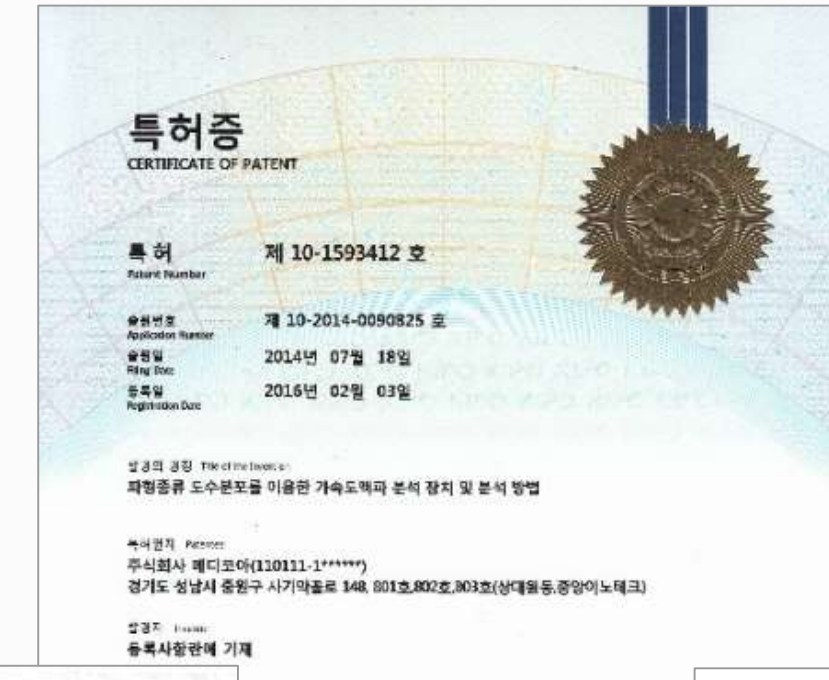 특허증
CERTIFICATE OF PATENT
특 허 제 10-1593412 호
Patent Number
출원번호 제 10-2014-0090825 호
Application Number
출원일 2014년 07월 18일
Filing Date
등록일 2016년 02월 03일
Registration Date
발명의 명칭 Title of the Invention
파형종류 도수분포를 이용한 가속도맥파 분석 장치 및 분석 방법
특허권자 Patentee
주식회사 메디코아(110111-1******)
경기도 성남시 중원구 사기막골로 148, 801호,802호,803호(상대원동,중앙이노테크)
발명자 Inventor
등록사항란에 기재